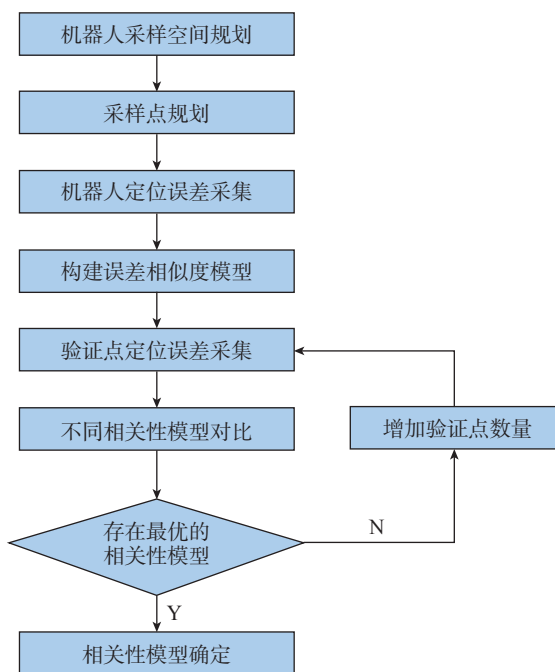 机器人采样空间规划
采样点规划
机器人定位误差采集
构建误差相似度模型
验证点定位误差采集
不同相关性模型对比
增加验证点数量
存在最优的
相关性模型
N
Y
相关性模型确定